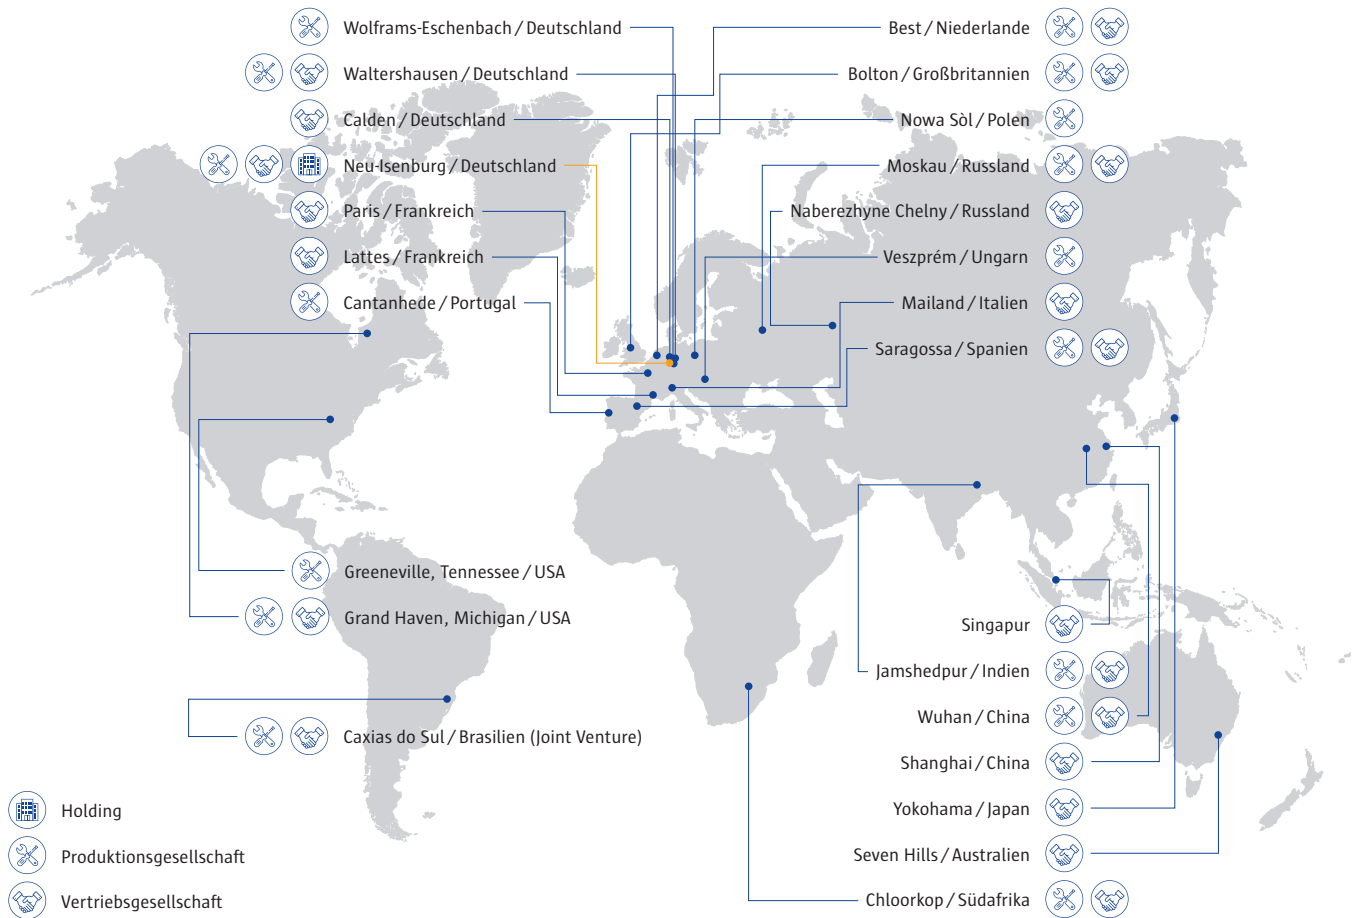 Wolframs-Eschenbach / Deutschland
Waltershausen / Deutschland
Calden / Deutschland
Neu-Isenburg / Deutschland
Paris / Frankreich
Lattes / Frankreich
Cantanhede / Portugal
Best / Niederlande
Bolton / Großbritannien
Nowa Sòl / Polen
Moskau / Russland
Naberezhyne Chelny / Russland
Veszprém / Ungarn
Mailand / Italien
Saragossa / Spanien
Greeneville, Tennessee / USA
Grand Haven, Michigan / USA
Caxias do Sul / Brasilien (Joint Venture)
Singapur
Jamshedpur / Indien
Wuhan / China
Shanghai / China
Yokohama / Japan
Seven Hills / Australien
Chloorkop / Südafrika
Holding
Produktionsgesellschaft
Vertriebsgesellschaft